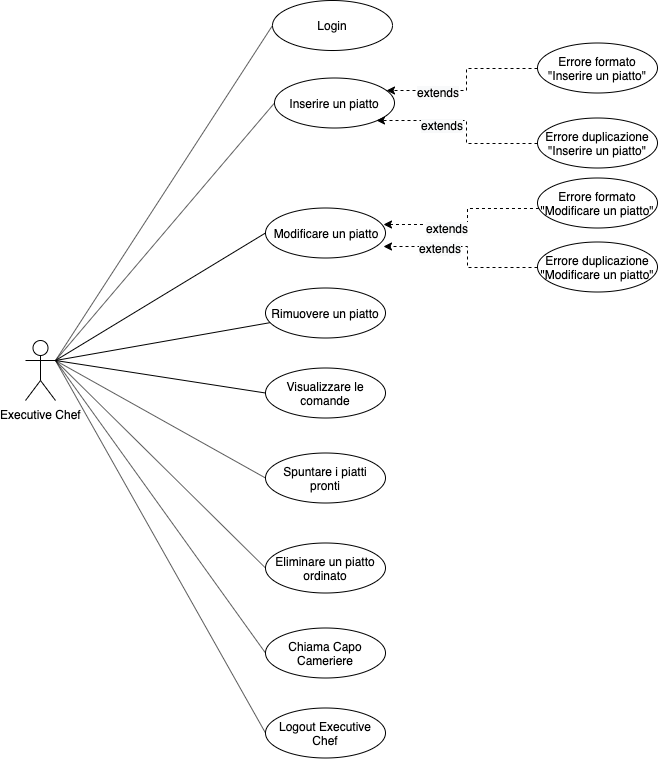 Login
Inserire un piatto
extends
Errore formato
"Inserire un piatto"
extends
Errore duplicazione
"Inserire un piatto"
Modificare un piatto
extends
Errore formato
"Modificare un piatto"
extends
Errore duplicazione
"Modificare un piatto"
Rimuovere un piatto
Executive Chef
Visualizzare le
comande
Spuntare i piatti
pronti
Eliminare un piatto
ordinato
Chiama Capo
Cameriere
Logout Executive
Chef